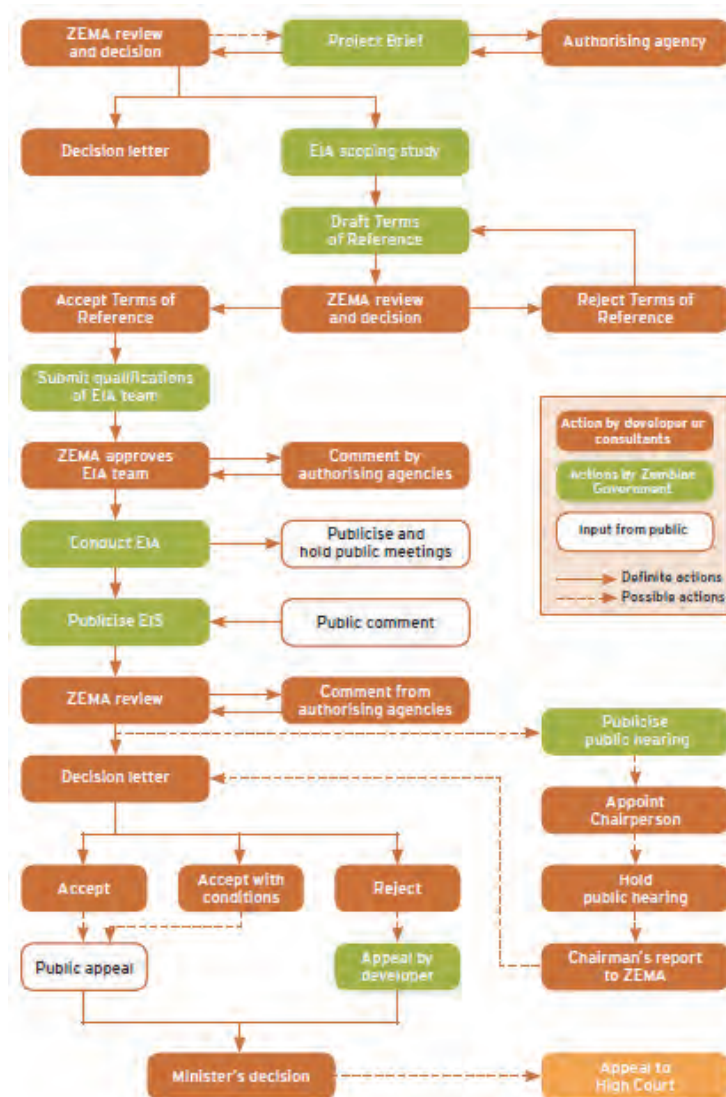 ZEMA review
and decision
Project Brief
Authorising agency
Decision letter
EIA scoping study
Draft Terms
of Reference
Accept Terms of
Reference
ZEMA review
and decision
Reject Terms of
Reference
Submit qualifications
of EIA team
ZEMA approves
EIA team
Comment by
authorising agencies
Conduct EIA
Publicise and
hold public meetings
Publicise EIS
Public comment
ZEMA review
Comment from
authorising agencies
Action by developer or
consultants
Actions by Zambian
Government
Input from public
Definite actions
Possible actions
Publicise
public hearing
Decision letter
Appoint
Chairperson
Accept
Accept with
conditions
Reject
Hold
public hearing
Public appeal
Appeal by
developer
Chairman's report
to ZEMA
Minister's decision
Appeal to
High Court